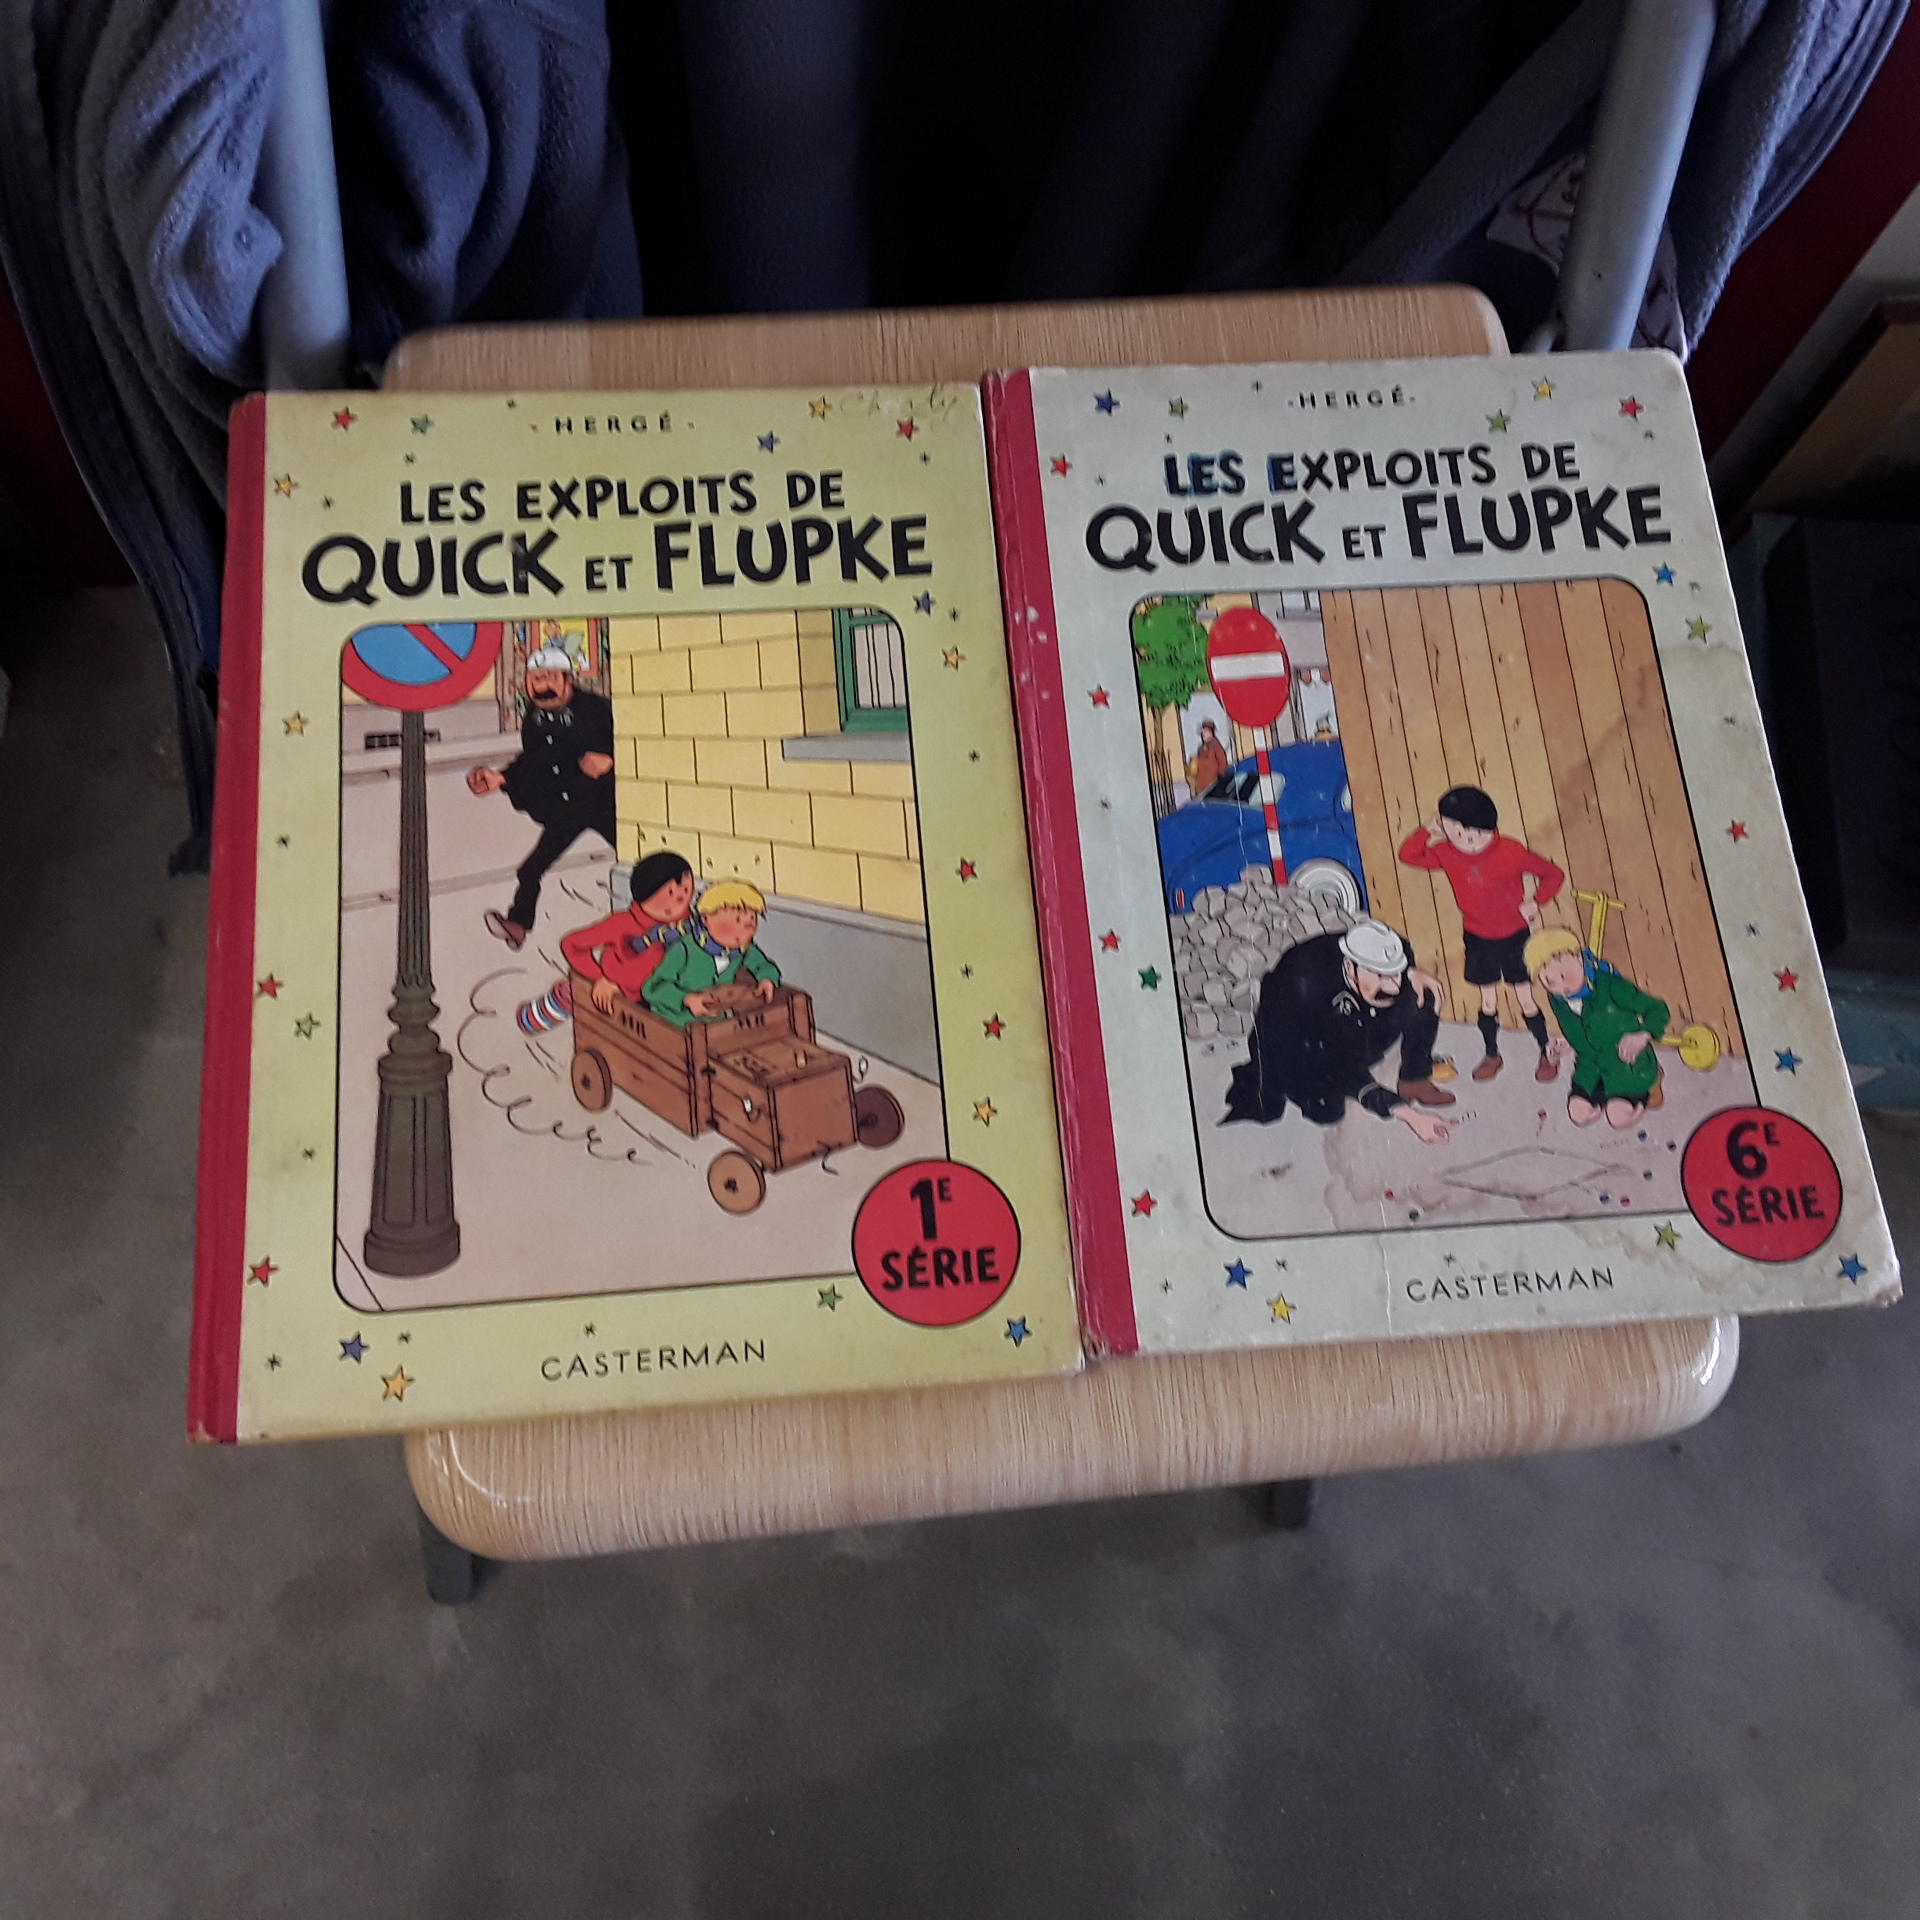 - HERGÉ -
LES EXPLOITS DE
QUICK ET FLUPKE
1E
SÉRIE
CASTERMAN
- HERGÉ -
LES EXPLOITS DE
QUICK ET FLUPKE
6E
SÉRIE
CASTERMAN